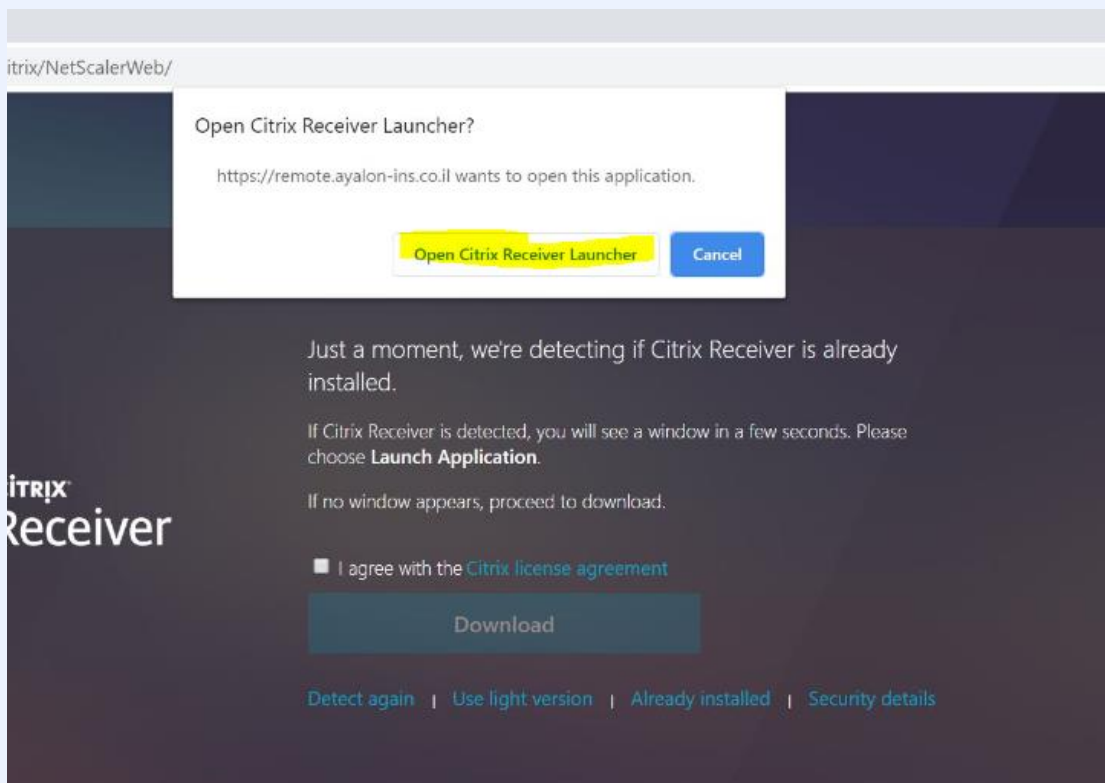 itrix/NetScalerWeb/
Open Citrix Receiver Launcher?
https://remote.ayalon-ins.co.il wants to open this application.
Open Citrix Receiver Launcher
Cancel
Just a moment, we're detecting if Citrix Receiver is already
installed.
If Citrix Receiver is detected, you will see a window in a few seconds. Please
choose Launch Application.
If no window appears, proceed to download.
CİTRIX
Receiver
I agree with the Citrix license agreement
Download
Detect again | Use light version | Already installed | Security details